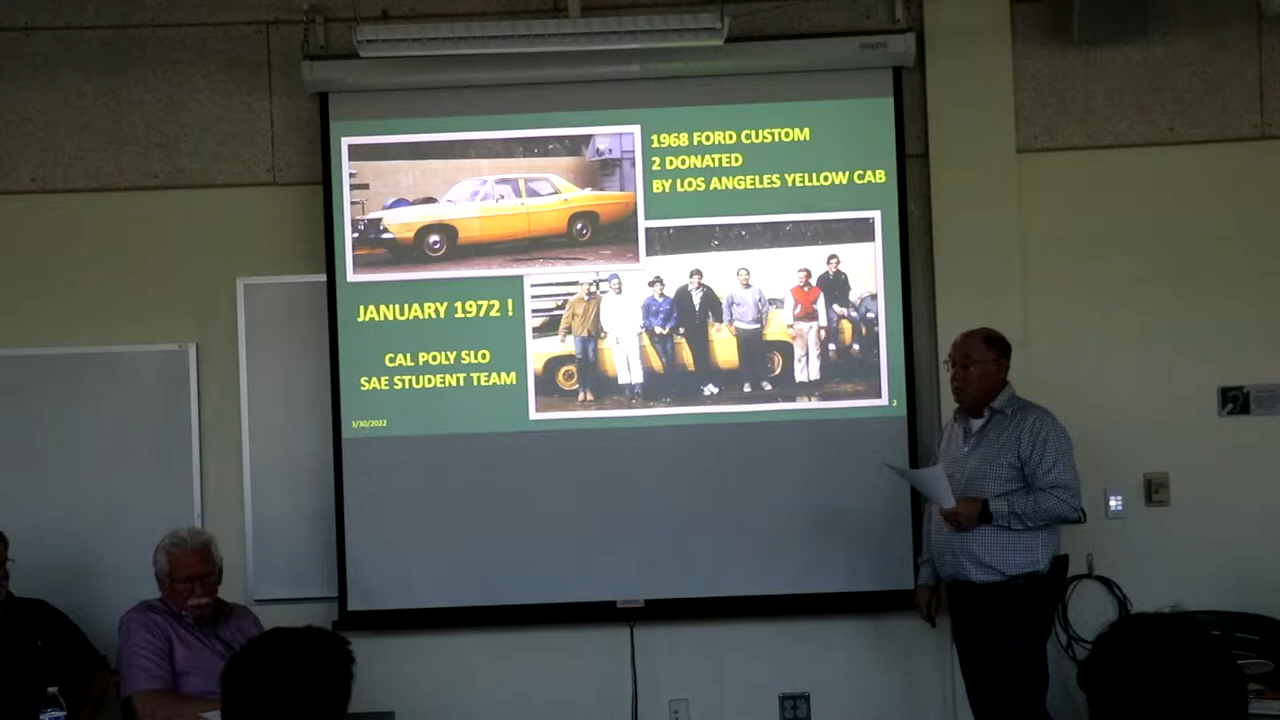 1968 FORD CUSTOM
2 DONATED
BY LOS ANGELES YELLOW CAB
JANUARY 1972 !
CAL POLY SLO
SAE STUDENT TEAM
3/30/2022
2